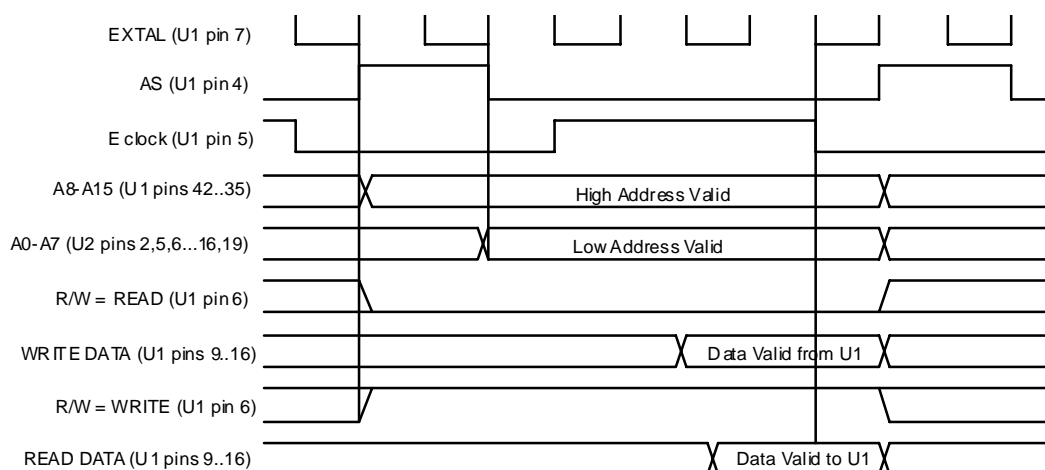 EXTAL (U1 pin 7)
AS (U1 pin 4)
E clock (U1 pin 5)
A8-A15 (U1 pins 42..35)
High Address Valid
A0-A7 (U2 pins 2,5,6...16,19)
Low Address Valid
R/W = READ (U1 pin 6)
WRITE DATA (U1 pins 9..16)
Data Valid from U1
R/W = WRITE (U1 pin 6)
READ DATA (U1 pins 9..16)
Data Valid to U1